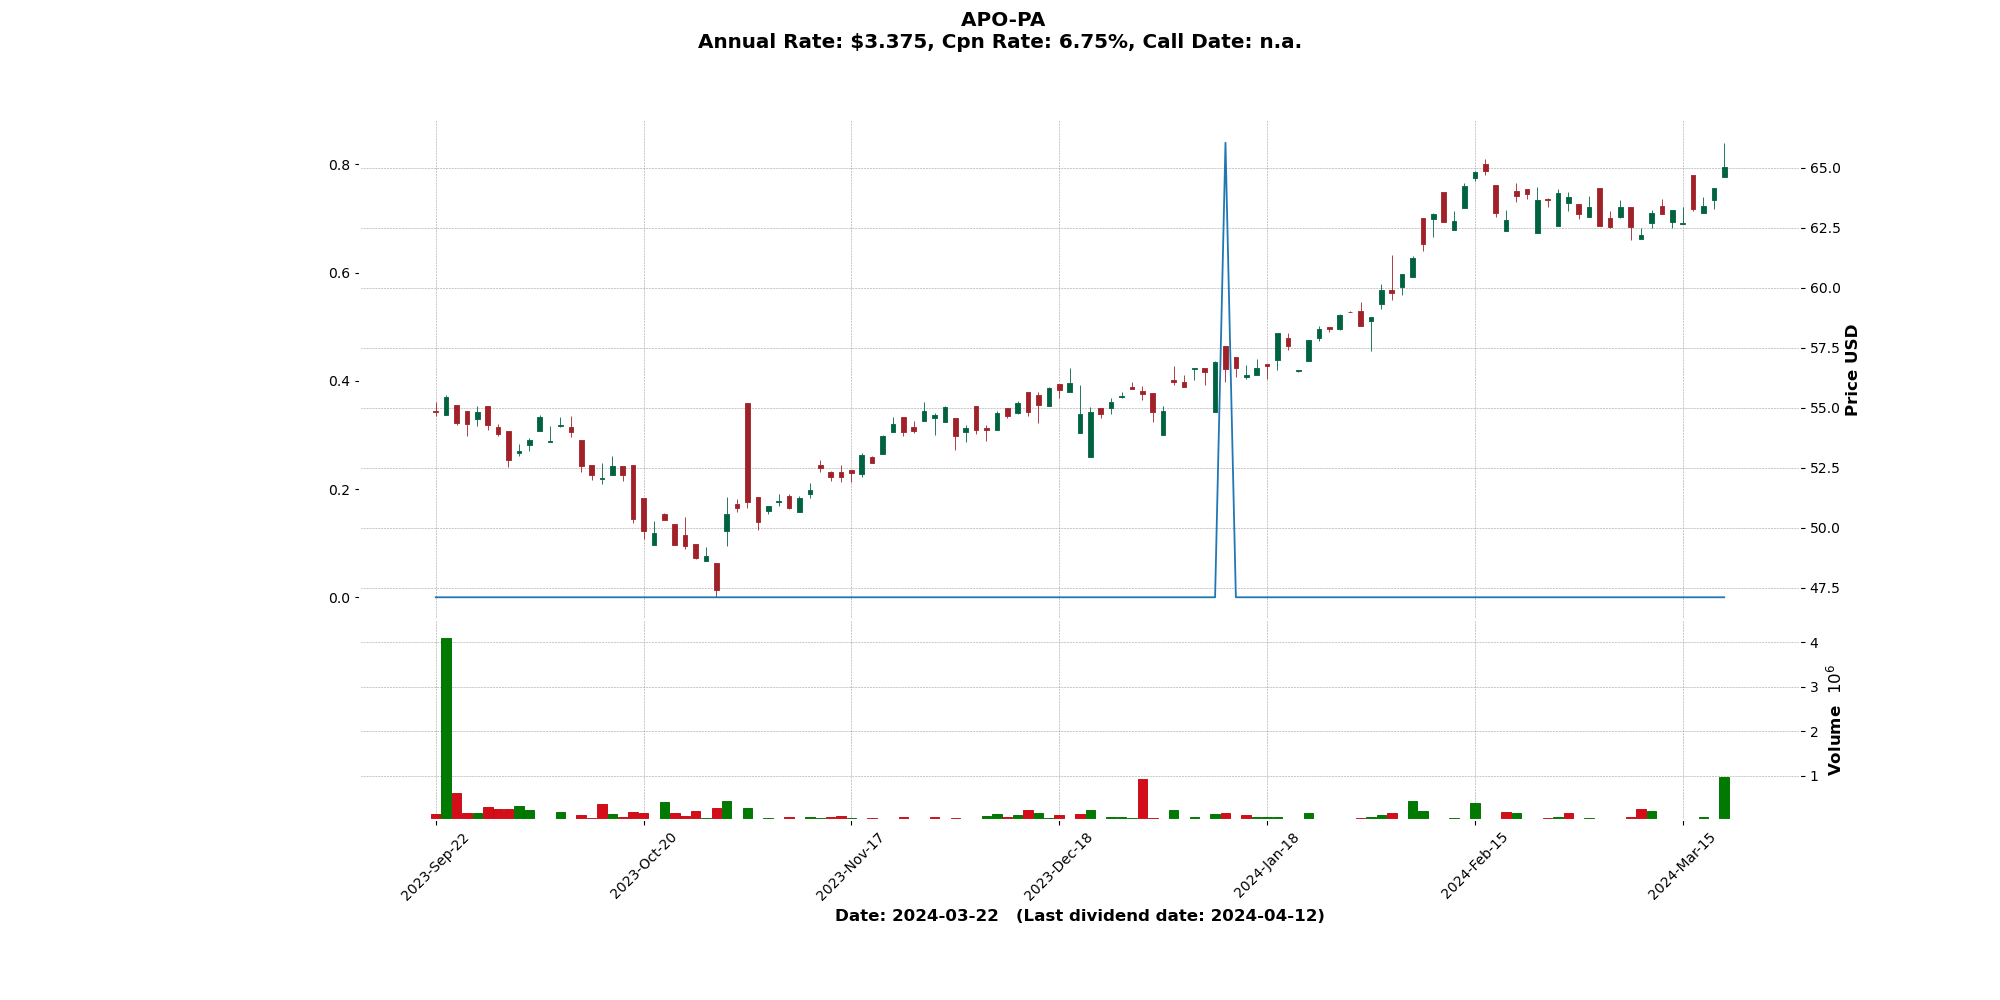 APO-PA
Annual Rate: $3.375, Cpn Rate: 6.75%, Call Date: n.a.
0.8
0.6
0.4
0.2
0.0
65.0
62.5
60.0
57.5
55.0
52.5
50.0
47.5
Price USD
4
3
2
1
Volume 10^6
2023-Sep-22
2023-Oct-20
2023-Nov-17
2023-Dec-18
2024-Jan-18
2024-Feb-15
2024-Mar-15
Date: 2024-03-22 (Last dividend date: 2024-04-12)